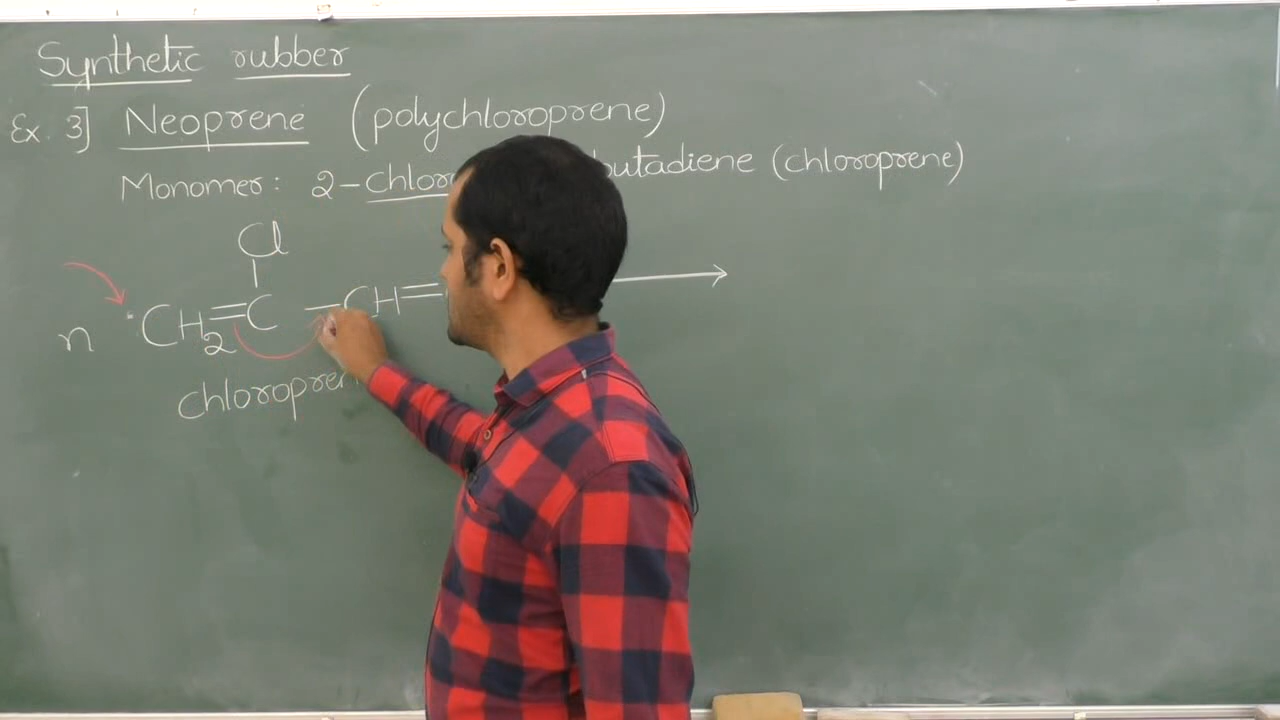 Synthetic rubber
Ex. 3] Neoprene (polychloroprene)
Monomer: 2-chlor butadiene (chloroprene)
Cl
n CH2=C-CH=
chloropre